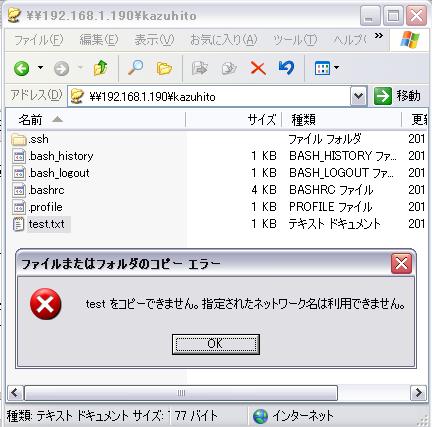 ¥¥192.168.1.190¥kazuhito
ファイル(F) 編集(E) 表示(V) お気に入り(A) ツール(T) ヘルプ( »
アドレス(D) ¥¥192.168.1.190¥kazuhito 移動
名前 サイズ 種類 更新
.ssh ファイル フォルダ 201
.bash_history 1 KB BASH_HISTORY ファ... 201
.bash_logout 1 KB BASH_LOGOUT ファ... 201
.bashrc 4 KB BASHRC ファイル 201
.profile 1 KB PROFILE ファイル 201
test.txt 1 KB テキスト ドキュメント 201
ファイルまたはフォルダのコピー エラー
test をコピーできません。指定されたネットワーク名は利用できません。
OK
種類: テキスト ドキュメント サイズ: 77 バイト インターネット